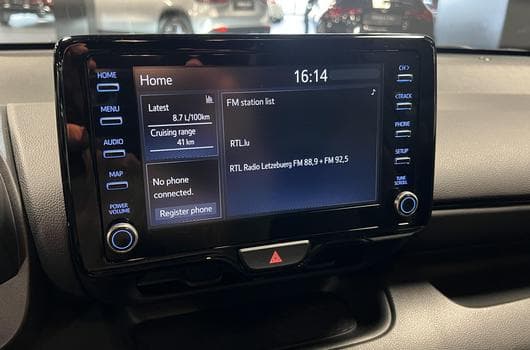 HOME
MENU
AUDIO
MAP
POWER
VOLUME
Home
16:14
Latest
8.7 L/100km
Cruising range
41 km
No phone
connected.
Register phone
FM station list
RTL.lu
RTL Radio Letzebuerg FM 88,9 + FM 92,5
CH>
<TRACK
PHONE
SETUP
TUNE
SCROLL